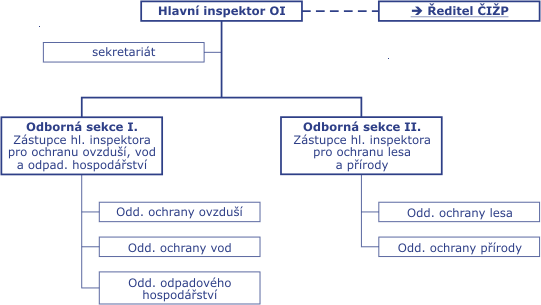 Hlavní inspektor OI
➔ Ředitel ČIŽP
sekretariát
Odborná sekce I.
Zástupce hl. inspektora
pro ochranu ovzduší, vod
a odpad. hospodářství
Odborná sekce II.
Zástupce hl. inspektora
pro ochranu lesa
a přírody
Odd. ochrany ovzduší
Odd. ochrany vod
Odd. odpadového
hospodářství
Odd. ochrany lesa
Odd. ochrany přírody